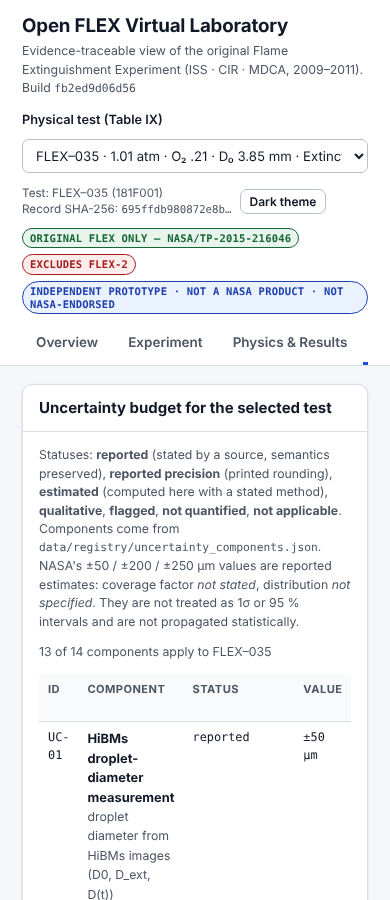 Open FLEX Virtual Laboratory
Evidence-traceable view of the original Flame
Extinguishment Experiment (ISS · CIR · MDCA, 2009–2011).
Build fb2ed9d06d56
Physical test (Table IX)
FLEX–035 · 1.01 atm · O₂ .21 · D₀ 3.85 mm · Extinc
Test: FLEX–035 (181F001)
Record SHA-256: 695ffdb980872e8b…
Dark theme
ORIGINAL FLEX ONLY — NASA/TP-2015-216046
EXCLUDES FLEX-2
INDEPENDENT PROTOTYPE · NOT A NASA PRODUCT · NOT
NASA-ENDORSED
Overview Experiment Physics & Results
Uncertainty budget for the selected test
Statuses: reported (stated by a source, semantics
preserved), reported precision (printed rounding),
estimated (computed here with a stated method),
qualitative, flagged, not quantified, not applicable.
Components come from
data/registry/uncertainty_components.json.
NASA's ±50 / ±200 / ±250 µm values are reported
estimates: coverage factor not stated, distribution not
specified. They are not treated as 1σ or 95 %
intervals and are not propagated statistically.
13 of 14 components apply to FLEX–035
ID COMPONENT STATUS VALUE
UC-
01
HiBMs
droplet-
diameter
measurement
droplet
diameter from
HiBMs images
(D0, D_ext,
D(t))
reported
±50
µm